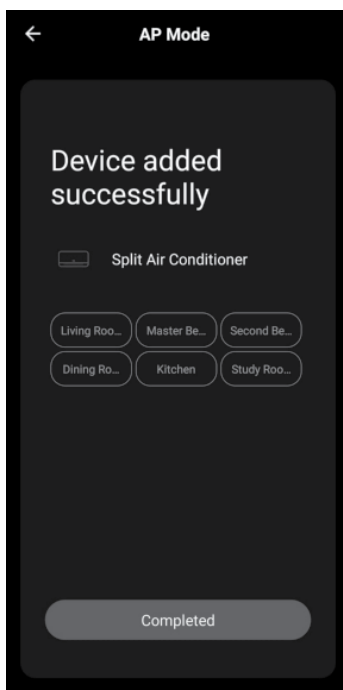 AP Mode
Device added
successfully
Split Air Conditioner
Living Roo... Master Be... Second Be...
Dining Ro... Kitchen Study Roo...
Completed